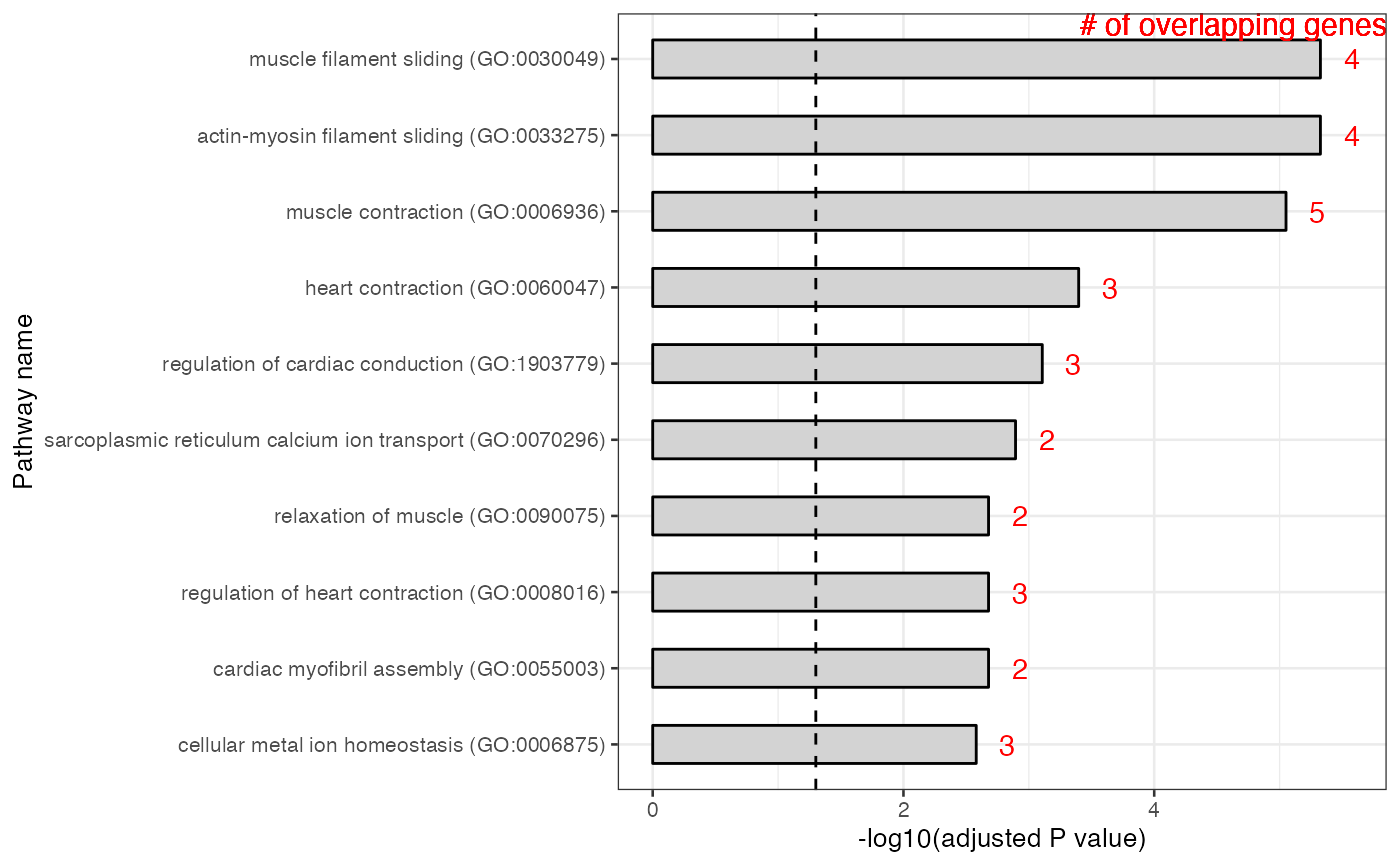 # of overlapping genes
muscle filament sliding (GO:0030049)
4
actin-myosin filament sliding (GO:0033275)
4
muscle contraction (GO:0006936)
5
heart contraction (GO:0060047)
3
regulation of cardiac conduction (GO:1903779)
3
sarcoplasmic reticulum calcium ion transport (GO:0070296)
2
relaxation of muscle (GO:0090075)
2
regulation of heart contraction (GO:0008016)
3
cardiac myofibril assembly (GO:0055003)
2
cellular metal ion homeostasis (GO:0006875)
3
Pathway name
0 2 4
-log10(adjusted P value)